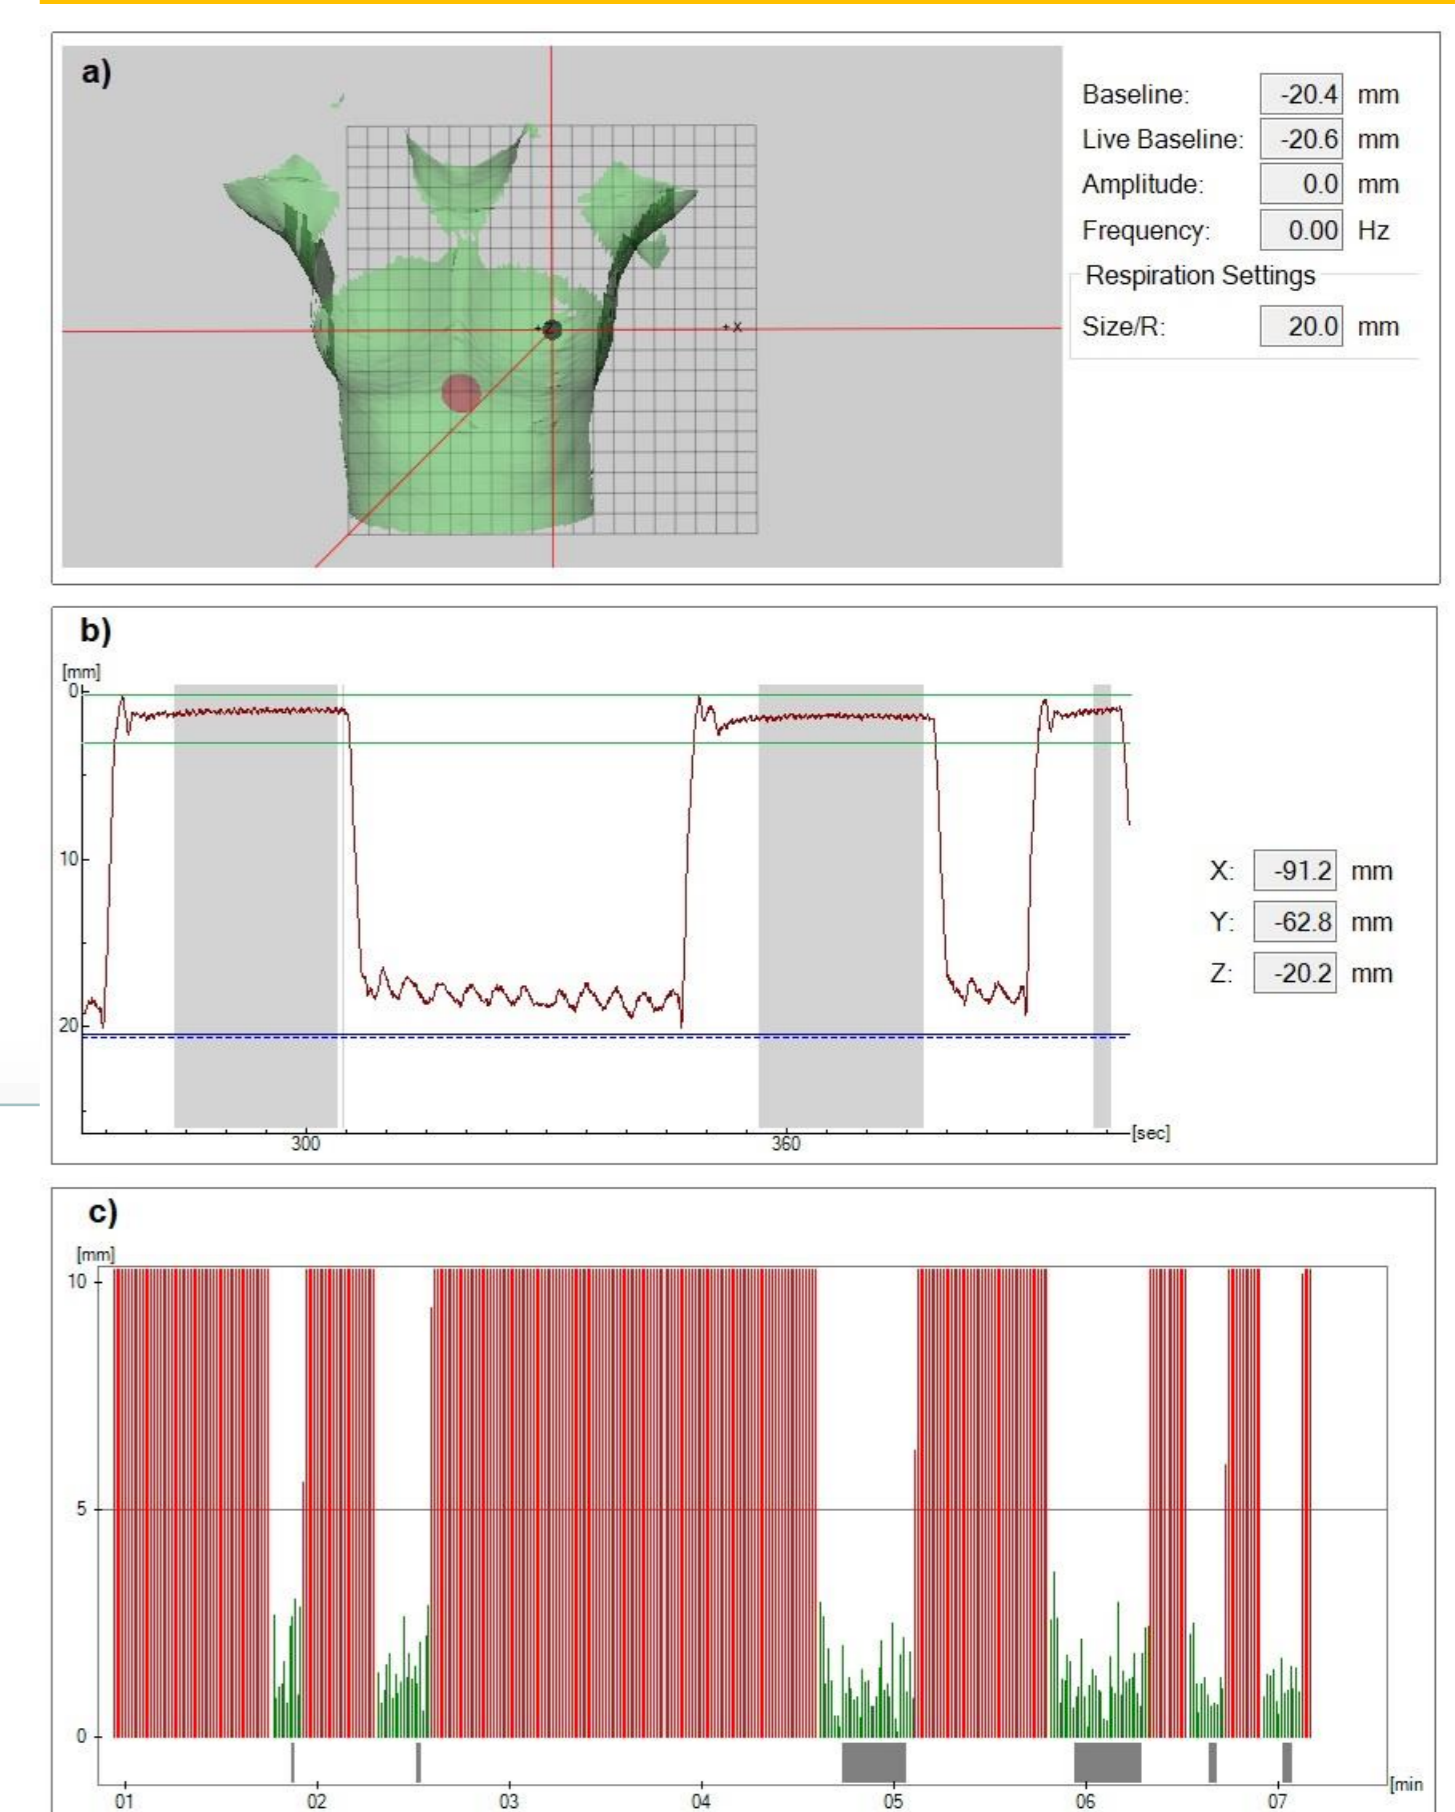 a)
Baseline: -20.4 mm
Live Baseline: -20.6 mm
Amplitude: 0.0 mm
Frequency: 0.00 Hz
Respiration Settings
Size/R: 20.0 mm
+Z
+X
b)
[mm]
0
10
20
300 360 [sec]
X: -91.2 mm
Y: -62.8 mm
Z: -20.2 mm
c)
[mm]
10
5
0
01 02 03 04 05 06 07 [min